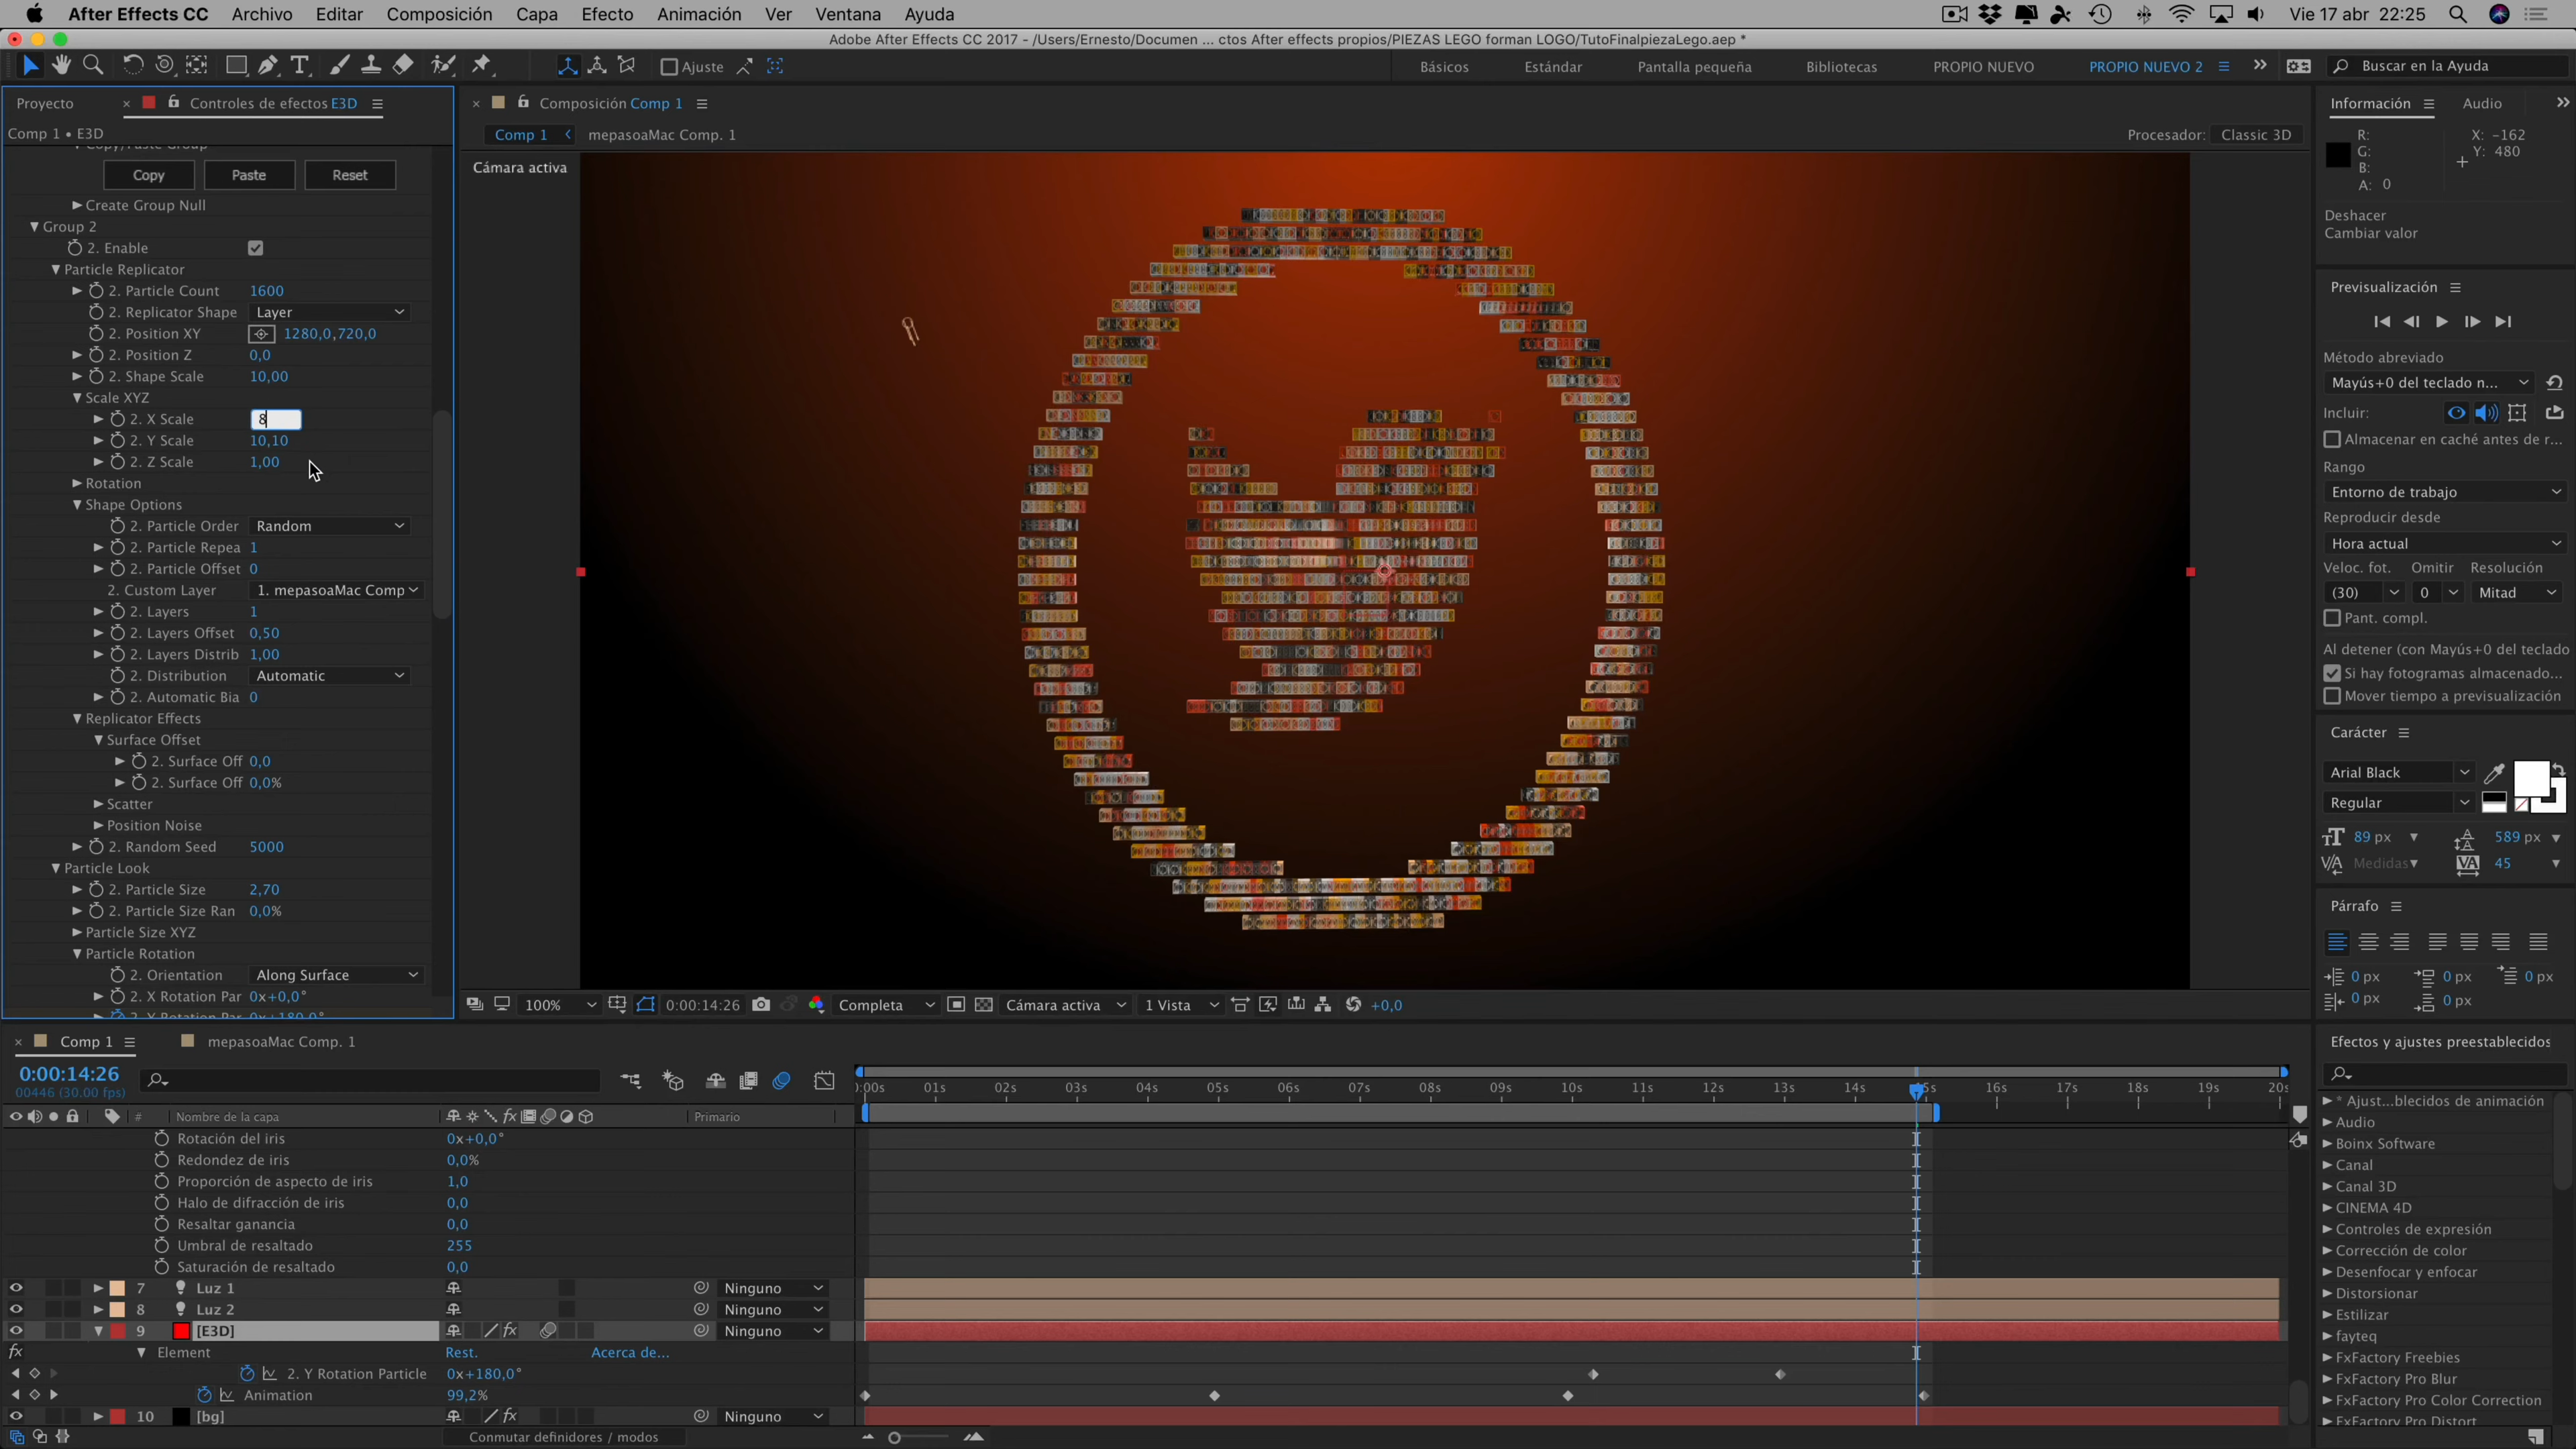 After Effects CC Archivo Editar Composición Capa Efecto Animación Ver Ventana Ayuda Vie 17 abr 22:25
Adobe After Effects CC 2017 - /Users/Ernesto/Documen ... ctos After effects propios/PIEZAS LEGO forman LOGO/TutoFinalpiezaLego.aep *
Ajuste Básicos Estándar Pantalla pequeña Bibliotecas PROPIO NUEVO PROPIO NUEVO 2 Buscar en la Ayuda
Proyecto Controles de efectos E3D
Comp 1 • E3D
Copy/Paste Group
Copy Paste Reset
Create Group Null
Group 2
2. Enable
Particle Replicator
2. Particle Count 1600
2. Replicator Shape Layer
2. Position XY 1280,0,720,0
2. Position Z 0,0
2. Shape Scale 10,00
Scale XYZ
2. X Scale 8
2. Y Scale 10,10
2. Z Scale 1,00
Rotation
Shape Options
2. Particle Order Random
2. Particle Repea 1
2. Particle Offset 0
2. Custom Layer 1. mepasoaMac Comp
2. Layers 1
2. Layers Offset 0,50
2. Layers Distrib 1,00
2. Distribution Automatic
2. Automatic Bia 0
Replicator Effects
Surface Offset
2. Surface Off 0,0
2. Surface Off 0,0%
Scatter
Position Noise
2. Random Seed 5000
Particle Look
2. Particle Size 2,70
2. Particle Size Ran 0,0%
Particle Size XYZ
Particle Rotation
2. Orientation Along Surface
2. X Rotation Par 0x+0,0°
2. Y Rotation Par 0x+180,0°
Composición Comp 1
Comp 1 mepasoaMac Comp. 1
Procesador: Classic 3D
Cámara activa
100% 0:00:14:26 Completa Cámara activa 1 Vista +0,0
Información Audio
R:
G:
B:
A: 0
X: -162
Y: 480
Deshacer
Cambiar valor
Previsualización
Método abreviado
Mayús+0 del teclado n...
Incluir:
Almacenar en caché antes de r...
Rango
Entorno de trabajo
Reproducir desde
Hora actual
Veloc. fot. Omitir Resolución
(30) 0 Mitad
Pant. compl.
Al detener (con Mayús+0 del teclado
Si hay fotogramas almacenado...
Mover tiempo a previsualización
Carácter
Arial Black
Regular
89 px 589 px
Medidas 45
Párrafo
0 px 0 px 0 px
0 px 0 px
Efectos y ajustes preestablecidos
* Ajust...blecidos de animación
Audio
Boinx Software
Canal
Canal 3D
CINEMA 4D
Controles de expresión
Corrección de color
Desenfocar y enfocar
Distorsionar
Estilizar
fayteq
FxFactory Freebies
FxFactory Pro Blur
FxFactory Pro Color Correction
FxFactory Pro Distort
Comp 1 mepasoaMac Comp. 1
0:00:14:26
00446 (30.00 fps)
):00s 01s 02s 03s 04s 05s 06s 07s 08s 09s 10s 11s 12s 13s 14s 15s 16s 17s 18s 19s 20s
# Nombre de la capa Primario
Rotación del iris 0x+0,0°
Redondez de iris 0,0%
Proporción de aspecto de iris 1,0
Halo de difracción de iris 0,0
Resaltar ganancia 0,0
Umbral de resaltado 255
Saturación de resaltado 0,0
7 Luz 1 Ninguno
8 Luz 2 Ninguno
9 [E3D] Ninguno
Element Rest. Acerca de...
2. Y Rotation Particle 0x+180,0°
Animation 99,2%
10 [bg] Ninguno
Conmutar definidores / modos